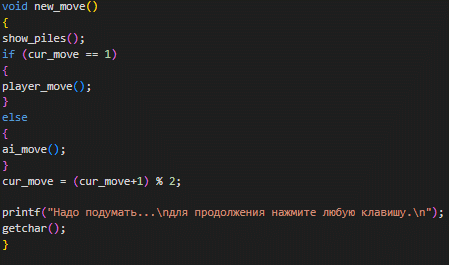 void new_move()
{
show_piles();
if (cur_move == 1)
{
player_move();
}
else
{
ai_move();
}
cur_move = (cur_move+1) % 2;

printf("Надо подумать...\nдля продолжения нажмите любую клавишу.\n");
getchar();
}